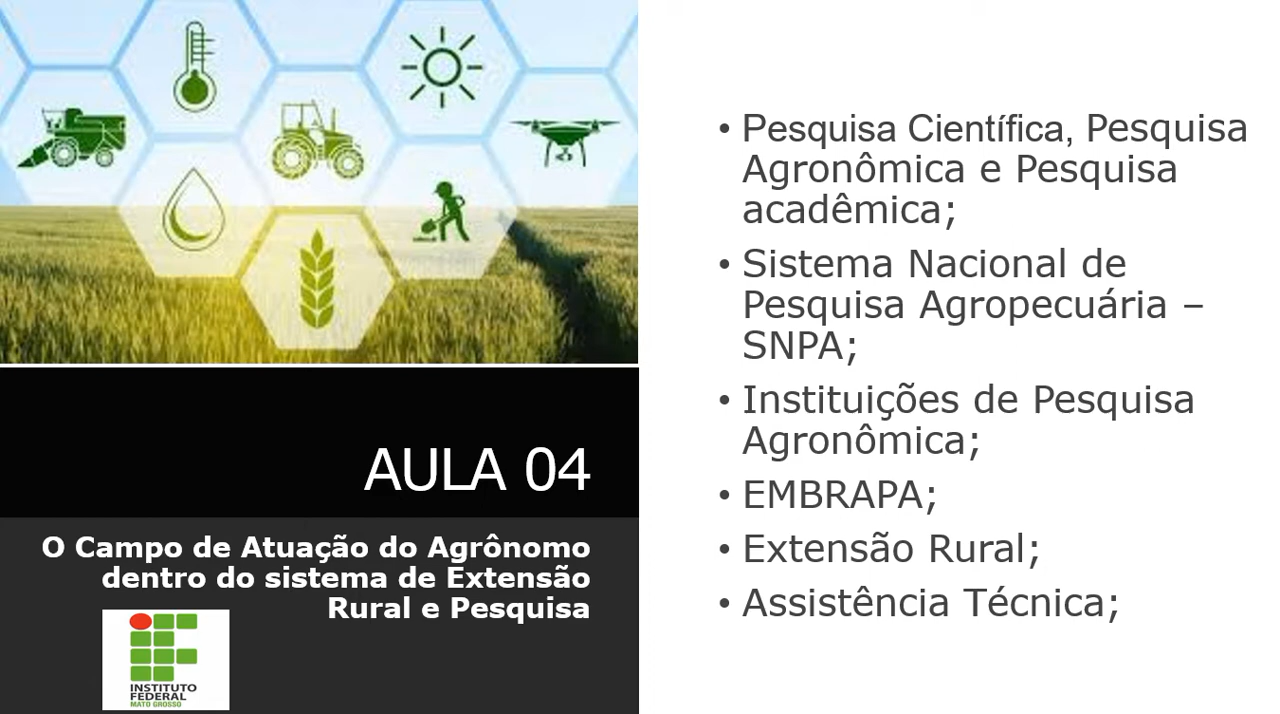 AULA 04
O Campo de Atuação do Agrônomo
dentro do sistema de Extensão
Rural e Pesquisa
INSTITUTO
FEDERAL
MATO GROSSO
• Pesquisa Científica, Pesquisa
Agronômica e Pesquisa
acadêmica;
• Sistema Nacional de
Pesquisa Agropecuária –
SNPA;
• Instituições de Pesquisa
Agronômica;
• EMBRAPA;
• Extensão Rural;
• Assistência Técnica;